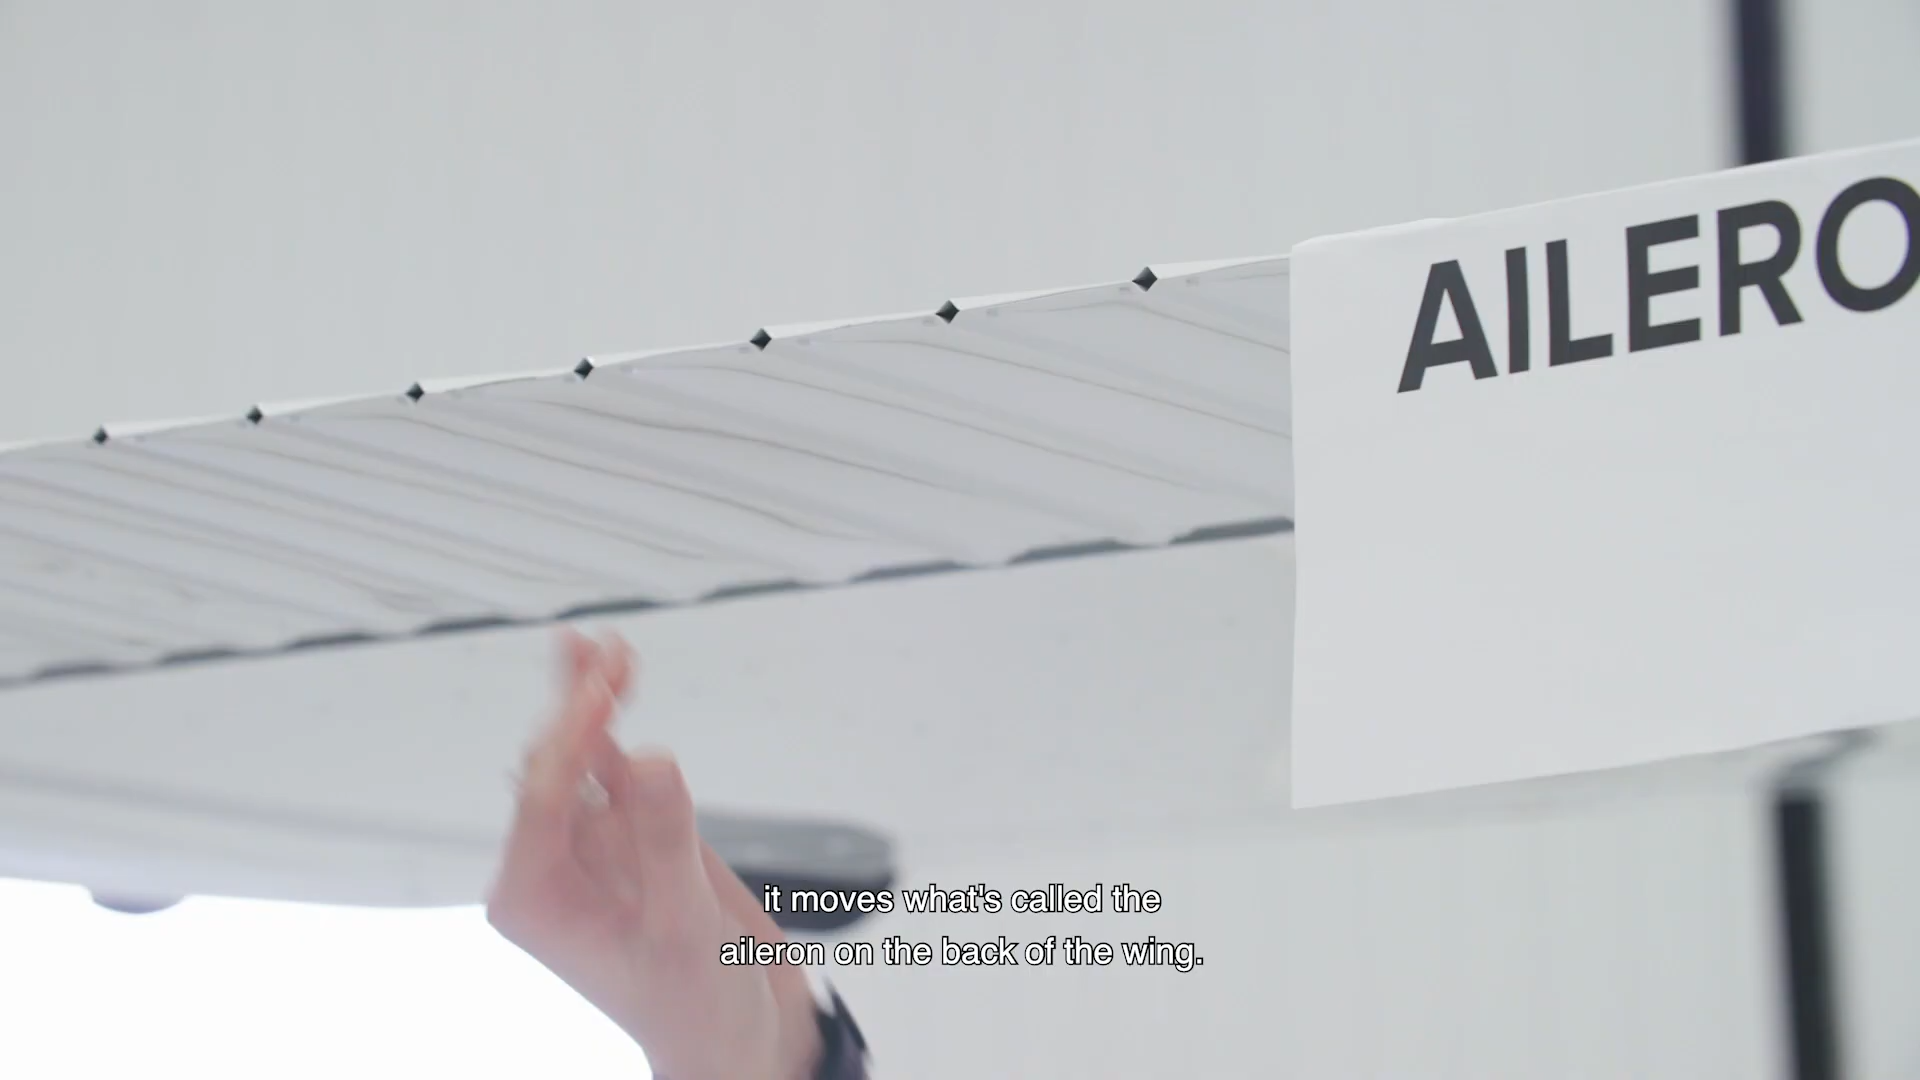 AILERO
it moves what's called the
aileron on the back of the wing.